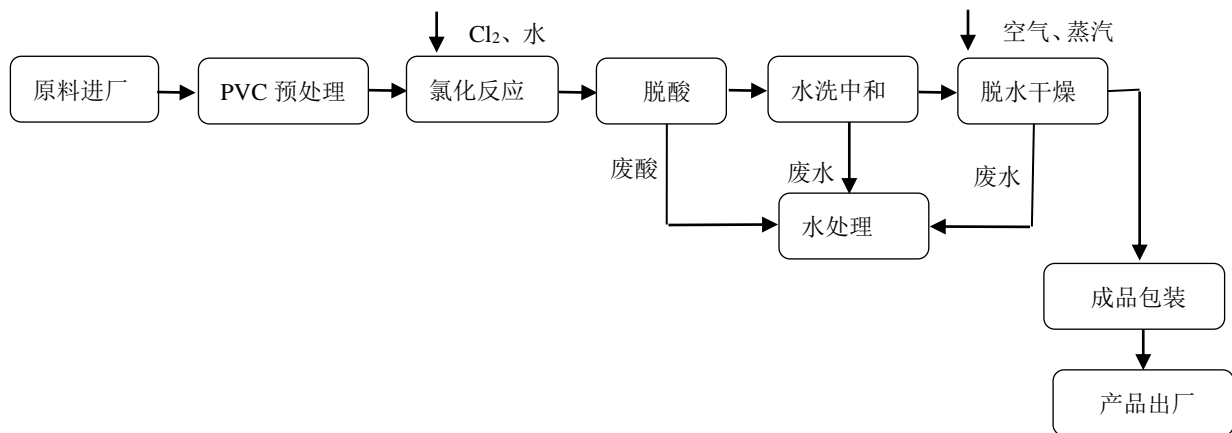 Cl₂、水
空气、蒸汽
原料进厂
PVC 预处理
氯化反应
脱酸
水洗中和
脱水干燥
废酸
废水
废水
水处理
成品包装
产品出厂